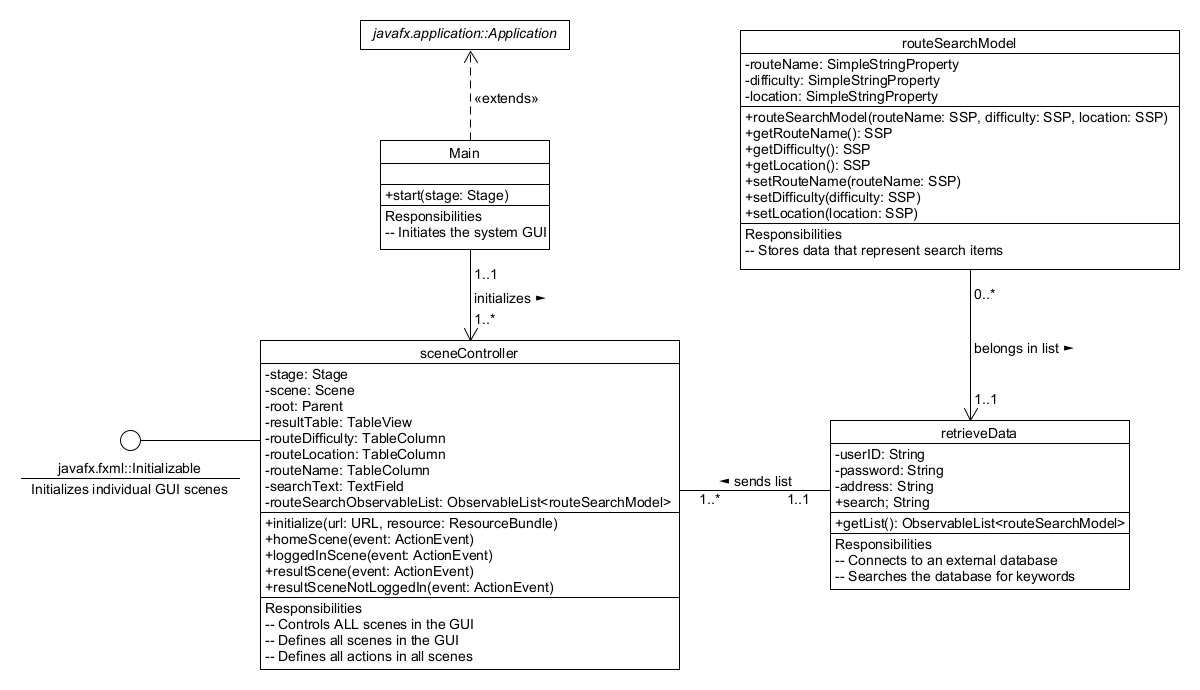 javafx.application::Application
«extends»
Main
+start(stage: Stage)
Responsibilities
-- Initiates the system GUI
1..1
initializes ►
1..*
sceneController
-stage: Stage
-scene: Scene
-root: Parent
-resultTable: TableView
-routeDifficulty: TableColumn
-routeLocation: TableColumn
-routeName: TableColumn
-searchText: TextField
-routeSearchObservableList: ObservableList<routeSearchModel>
+initialize(url: URL, resource: ResourceBundle)
+homeScene(event: ActionEvent)
+loggedInScene(event: ActionEvent)
+resultScene(event: ActionEvent)
+resultSceneNotLoggedIn(event: ActionEvent)
Responsibilities
-- Controls ALL scenes in the GUI
-- Defines all scenes in the GUI
-- Defines all actions in all scenes
javafx.fxml::Initializable
Initializes individual GUI scenes
routeSearchModel
-routeName: SimpleStringProperty
-difficulty: SimpleStringProperty
-location: SimpleStringProperty
+routeSearchModel(routeName: SSP, difficulty: SSP, location: SSP)
+getRouteName(): SSP
+getDifficulty(): SSP
+getLocation(): SSP
+setRouteName(routeName: SSP)
+setDifficulty(difficulty: SSP)
+setLocation(location: SSP)
Responsibilities
-- Stores data that represent search items
0..*
belongs in list ►
1..1
retrieveData
-userID: String
-password: String
-address: String
+search; String
+getList(): ObservableList<routeSearchModel>
Responsibilities
-- Connects to an external database
-- Searches the database for keywords
◄ sends list
1..* 1..1